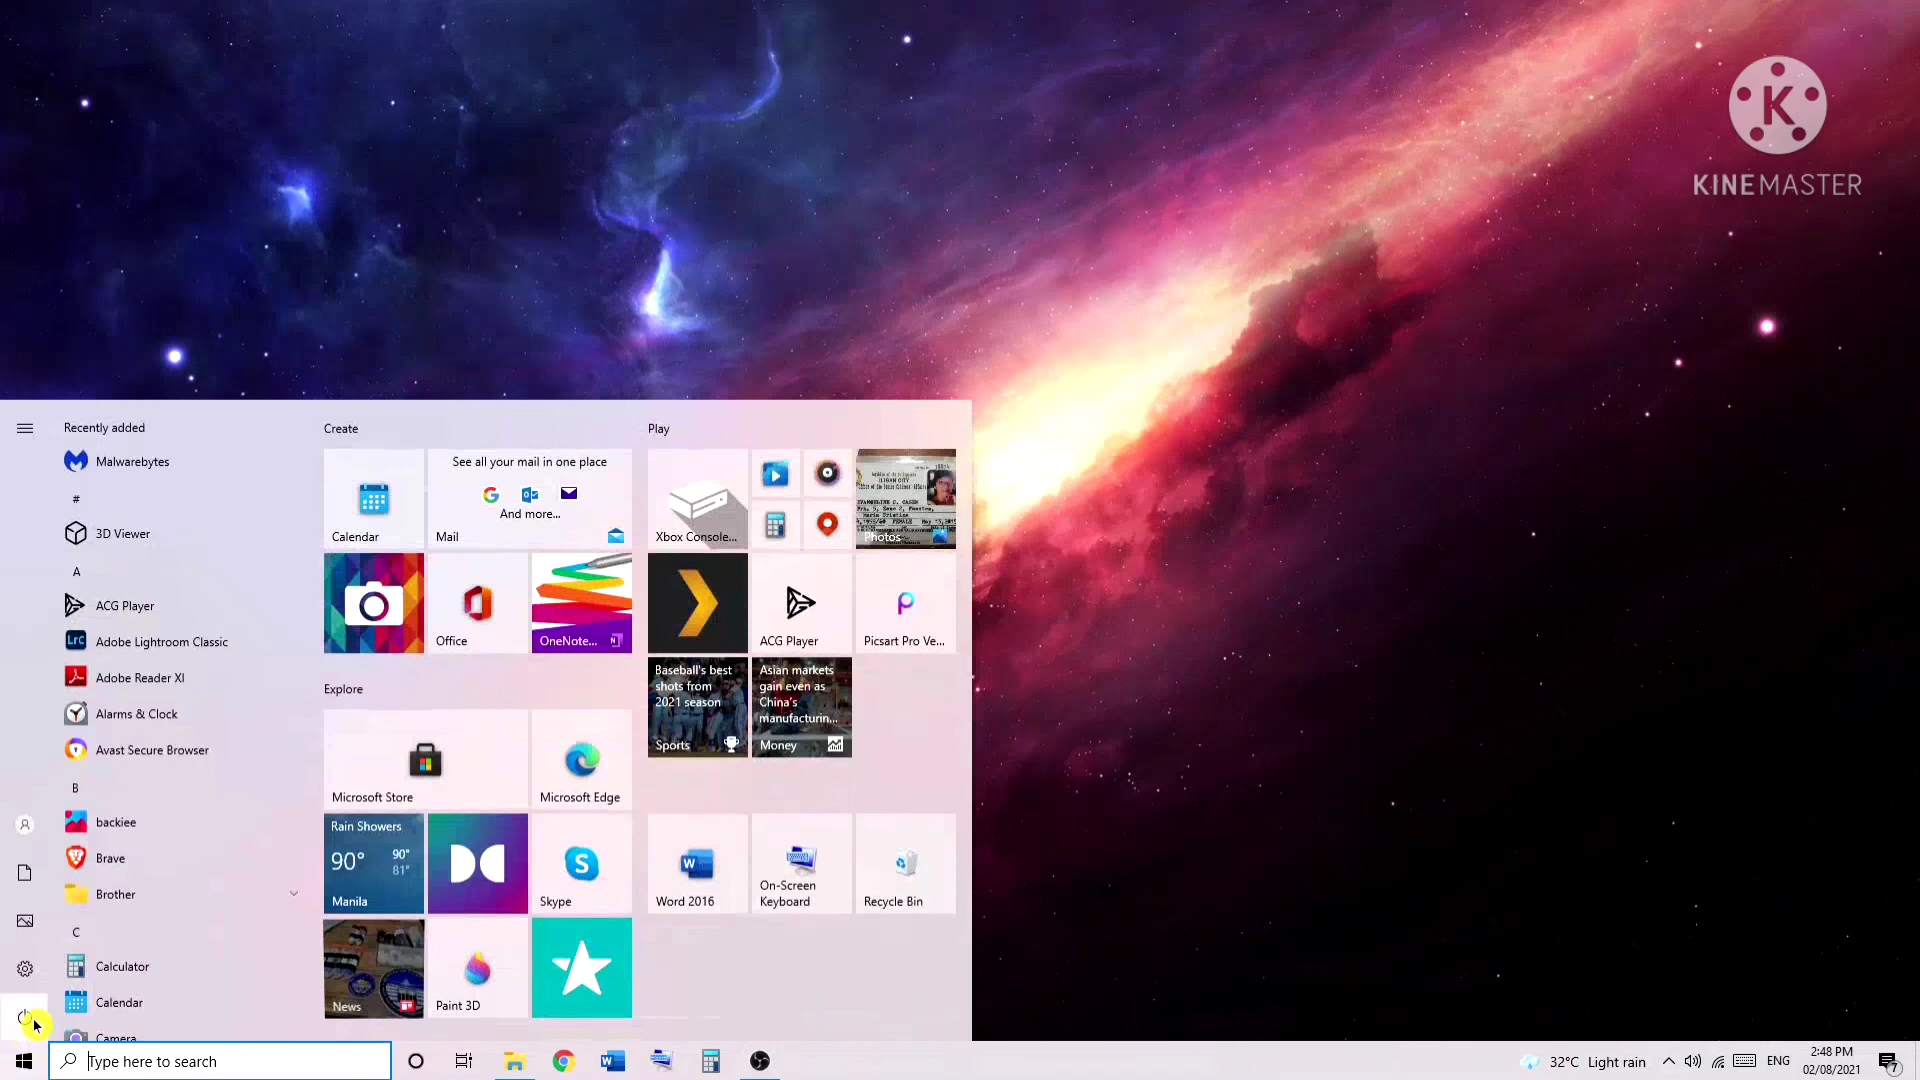 K
KINEMASTER
Recently added
Malwarebytes
#
3D Viewer
A
ACG Player
Lrc
Adobe Lightroom Classic
Adobe Reader XI
Alarms & Clock
Avast Secure Browser
B
backiee
Brave
Brother
C
Calculator
Calendar
Camera
Create
Calendar
See all your mail in one place
And more...
Mail
Office
OneNote...
Explore
Microsoft Store
Microsoft Edge
Rain Showers
90° 90°
81°
Manila
Skype
News
Paint 3D
Play
Xbox Console...
ILIGAN CITY
Photos
ACG Player
Picsart Pro Ve...
Baseball's best
shots from
2021 season
Sports
Asian markets
gain even as
China's
manufacturin...
Money
Word 2016
On-Screen
Keyboard
Recycle Bin
Type here to search
32°C Light rain
ENG
2:48 PM
02/08/2021
7